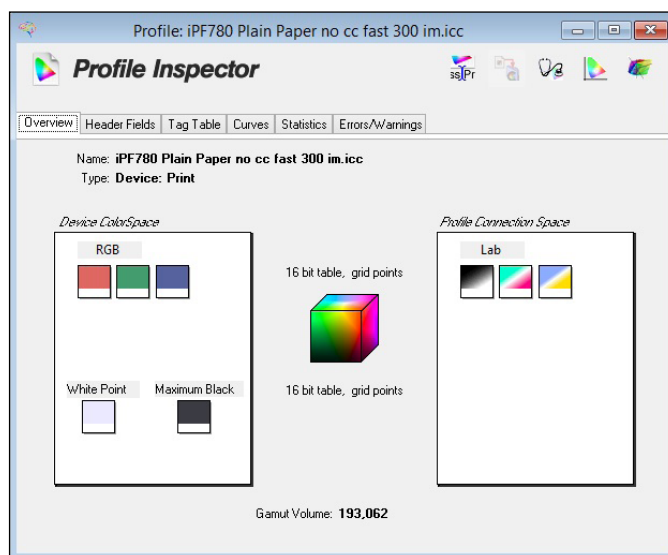 Profile: iPF780 Plain Paper no cc fast 300 im.icc
Profile Inspector
Overview Header Fields Tag Table Curves Statistics Errors/Warnings
Name: iPF780 Plain Paper no cc fast 300 im.icc
Type: Device: Print
Device ColorSpace Profile Connection Space
RGB Lab
16 bit table, grid points
White Point Maximum Black 16 bit table, grid points
Gamut Volume: 193,062